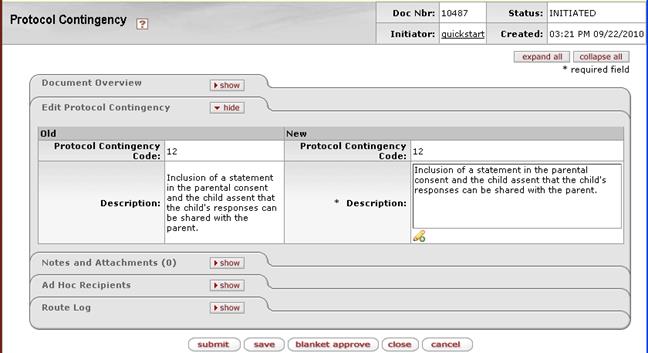 Protocol Contingency ?
Doc Nbr: 10487 Status: INITIATED
Initiator: quickstart Created: 03:21 PM 09/22/2010
expand all collapse all
* required field
Document Overview show
Edit Protocol Contingency hide
Old New
Protocol Contingency Code: 12 Protocol Contingency Code: 12
Description:
Inclusion of a statement
in the parental consent
and the child assent that
the child's responses can
be shared with the
parent.
* Description:
Inclusion of a statement in the parental
consent and the child assent that the child's
responses can be shared with the parent.
Notes and Attachments (0) show
Ad Hoc Recipients show
Route Log show
submit save blanket approve close cancel